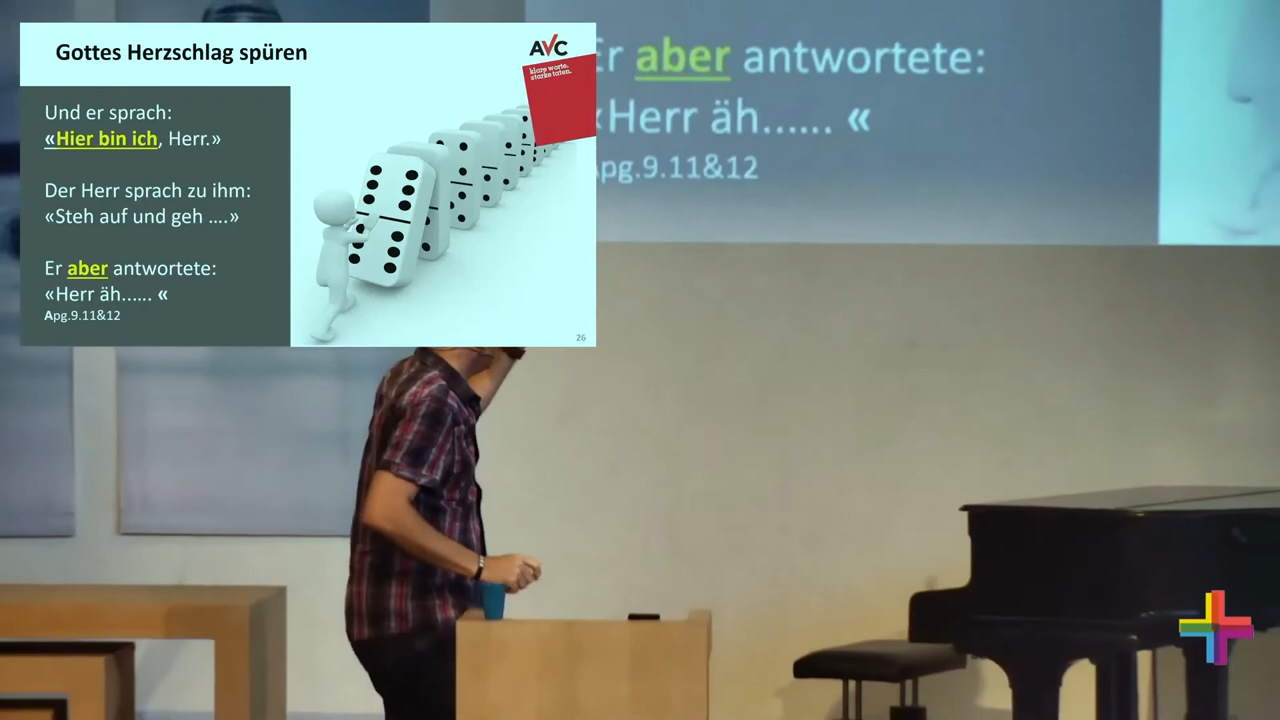 Gottes Herzschlag spüren
AVC
klare worte.
starke taten.
Und er sprach:
«Hier bin ich, Herr.»
Der Herr sprach zu ihm:
«Steh auf und geh ....»
Er aber antwortete:
«Herr äh...... «
Apg.9.11&12
26
Er aber antwortete:
«Herr äh...... «
Apg.9.11&12